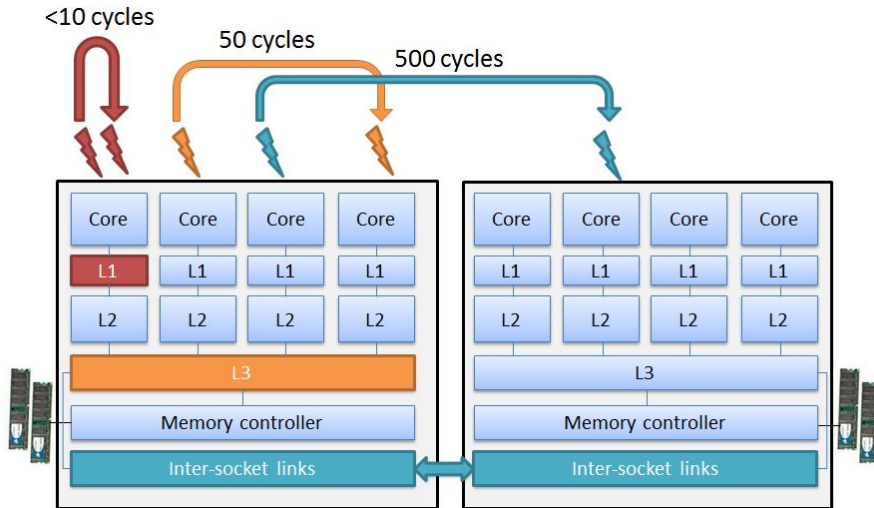 <10 cycles
50 cycles
500 cycles
Core Core Core Core Core Core Core Core
L1 L1 L1 L1 L1 L1 L1 L1
L2 L2 L2 L2 L2 L2 L2 L2
L3 L3
Memory controller Memory controller
Inter-socket links Inter-socket links